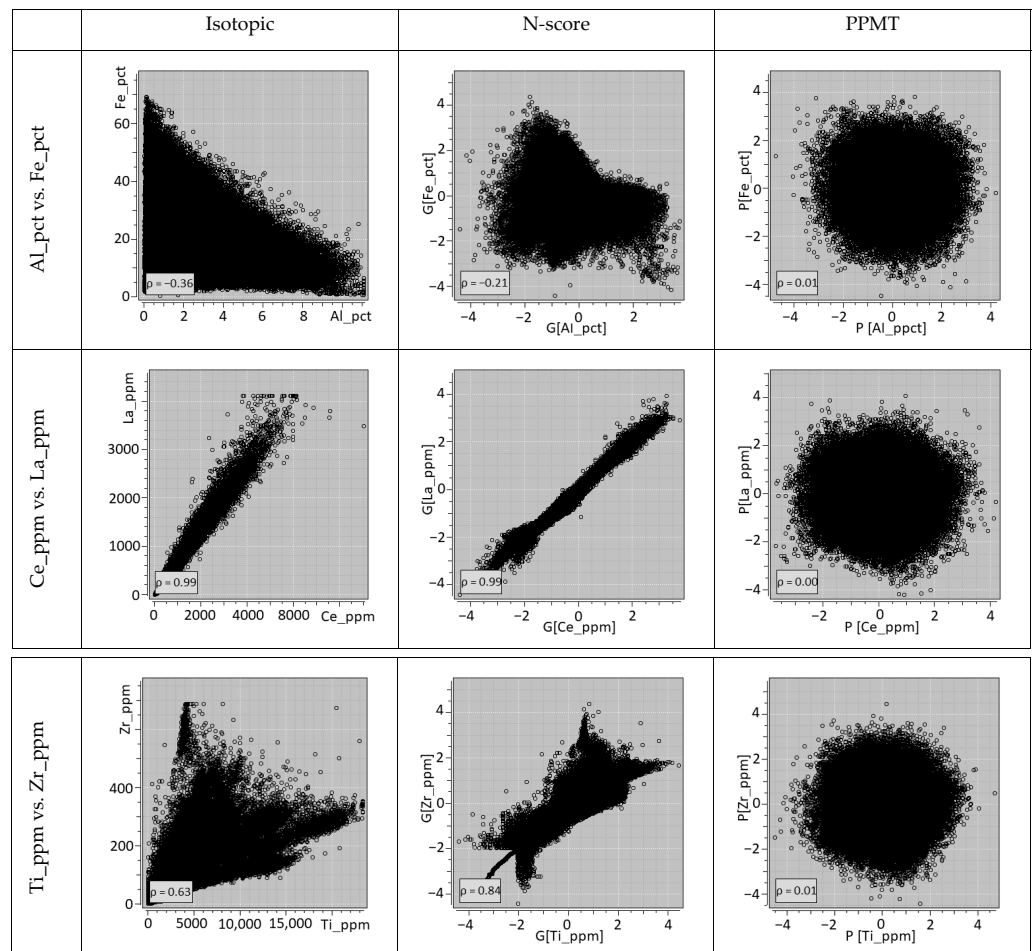 Isotopic N-score PPMT
Al_pct vs. Fe_pct
Fe_pct
60
40
20
0
ρ = −0.36
0 2 4 6 8 Al_pct
G[Fe_pct]
4
2
0
−2
−4
ρ = −0.21
−4 −2 0 2
G[AI_pct]
P[Fe_pct]
4
2
0
−2
−4
ρ = 0.01
−4 −2 0 2 4
P [AI_ppct]
Ce_ppm vs. La_ppm
La_ppm
3000
2000
1000
0
ρ = 0.99
0 2000 4000 8000 Ce_ppm
G[La_ppm]
4
2
0
−2
−4
ρ = 0.99
−4 −2 0 2 4
G[Ce_ppm]
P[La_ppm]
4
2
0
−2
−4
ρ = 0.00
−2 0 2 4
P [Ce_ppm]
Ti_ppm vs. Zr_ppm
Zr_ppm
400
200
0
ρ = 0.63
0 5000 10,000 15,000 Ti_ppm
G[Zr_ppm]
4
2
0
−2
−4
ρ = 0.84
−4 −2 0 2 4
G[Ti_ppm]
P[Zr_ppm]
4
2
0
−2
−4
ρ = 0.01
−4 −2 0 2 4
P [Ti_ppm]